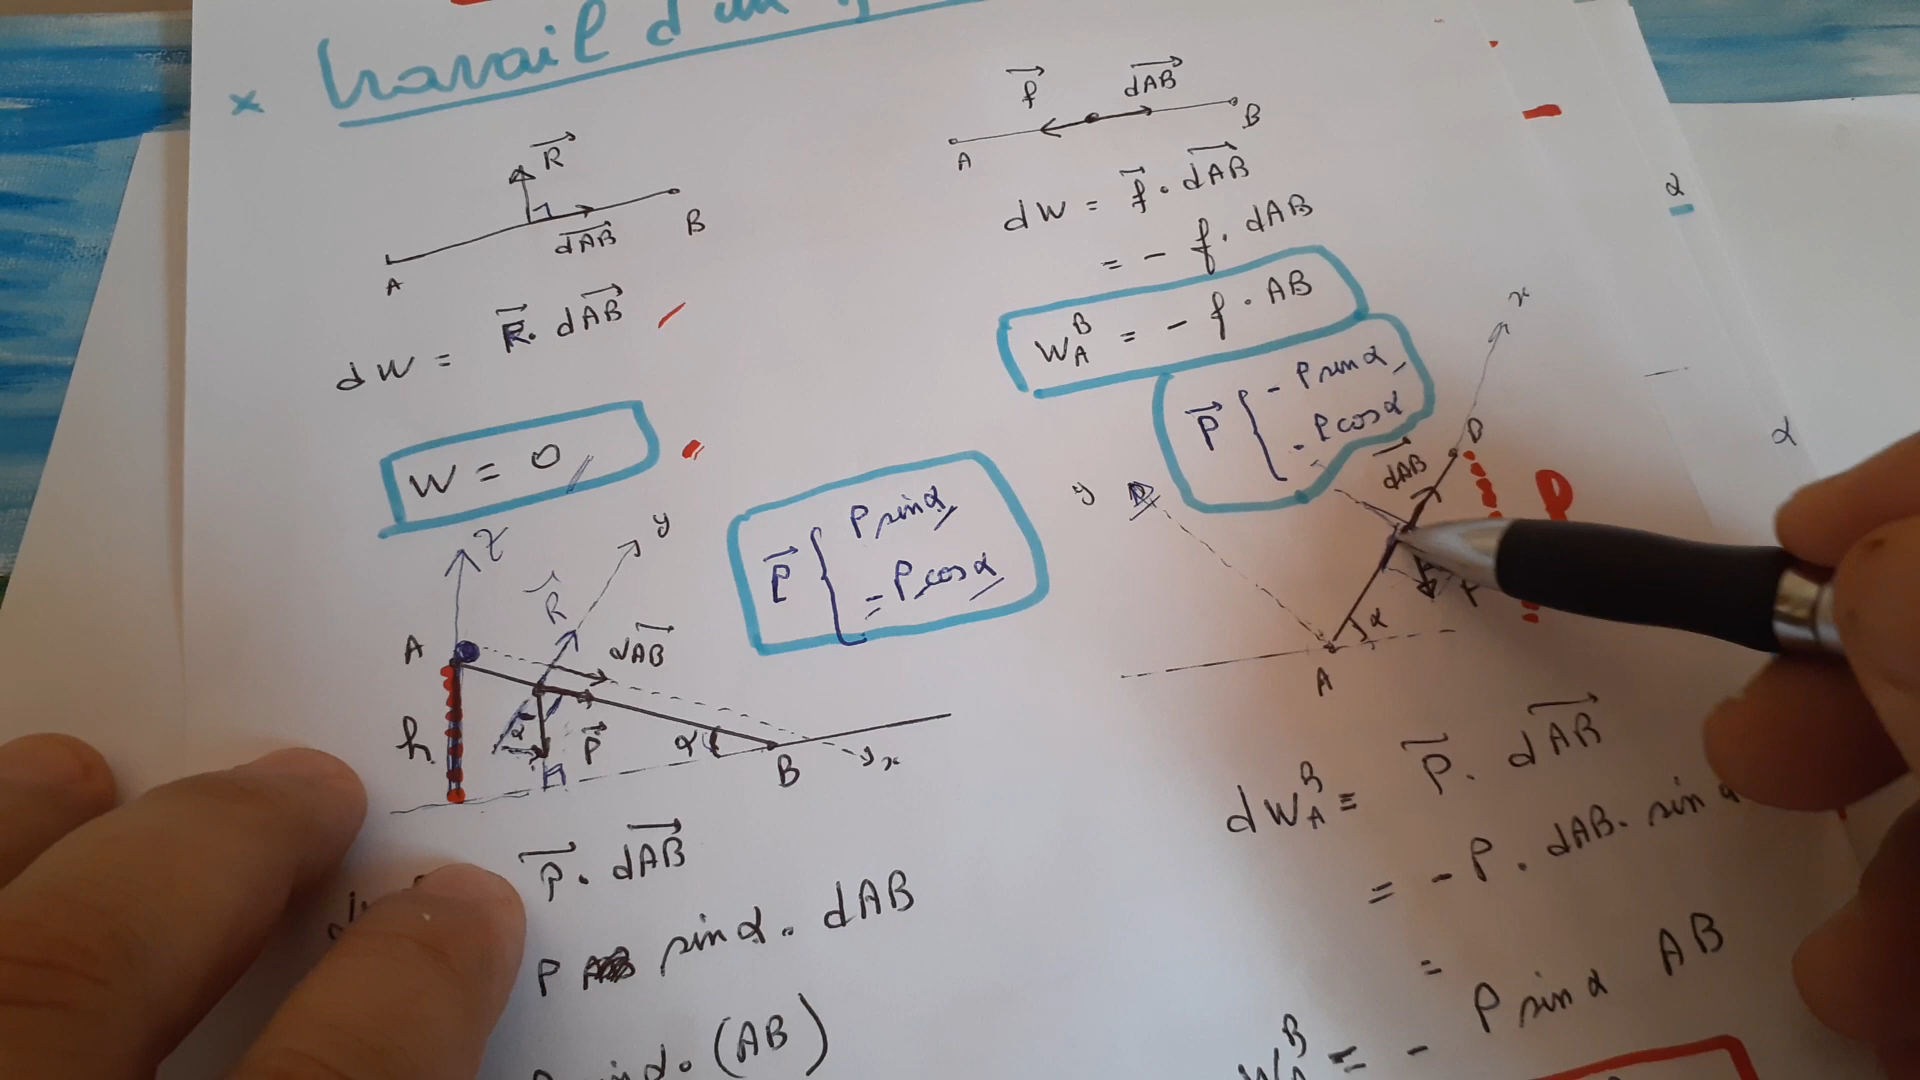 × travail d'un
R
dAB
A
B
dW = R . dAB
W = 0
f
dAB
A
B
dW = f . dAB
= - f . dAB
W_A^B = - f . AB
P { - P sin α
- P cos α
P { P sin α
- P cos α
z
y
R
A
dAB
h
α
P
α
B
x
P . dAB
P sin α . dAB
. (AB)
x
y
B
dAB
α
A
dW_A^B = P . dAB
= - P . dAB . sin α
=
W_A^B = - P sin α AB
α
α